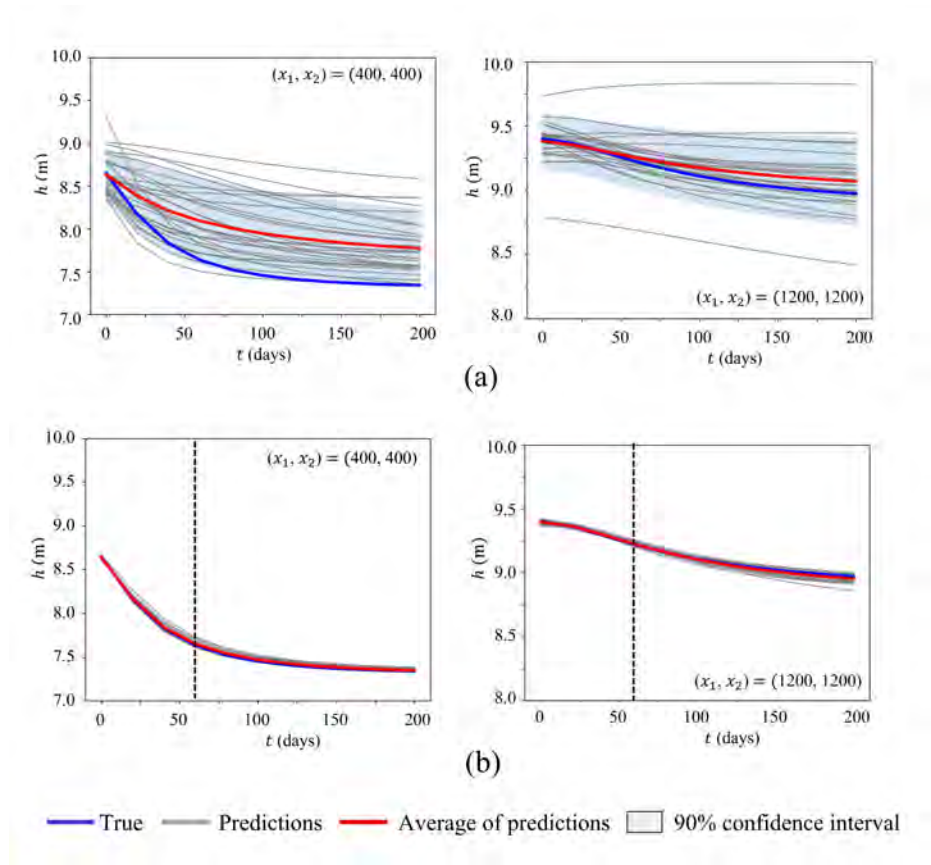 10.0
9.5
9.0
8.5
8.0
7.5
7.0
h (m)
(x₁, x₂) = (400, 400)
0 50 100 150 200
t (days)
10.0
9.5
9.0
8.5
8.0
h (m)
(x₁, x₂) = (1200, 1200)
0 50 100 150 200
t (days)
(a)
10.0
9.5
9.0
8.5
8.0
7.5
7.0
h (m)
(x₁, x₂) = (400, 400)
0 50 100 150 200
t (days)
10.0
9.5
9.0
8.5
8.0
h (m)
(x₁, x₂) = (1200, 1200)
0 50 100 150 200
t (days)
(b)
True Predictions Average of predictions 90% confidence interval